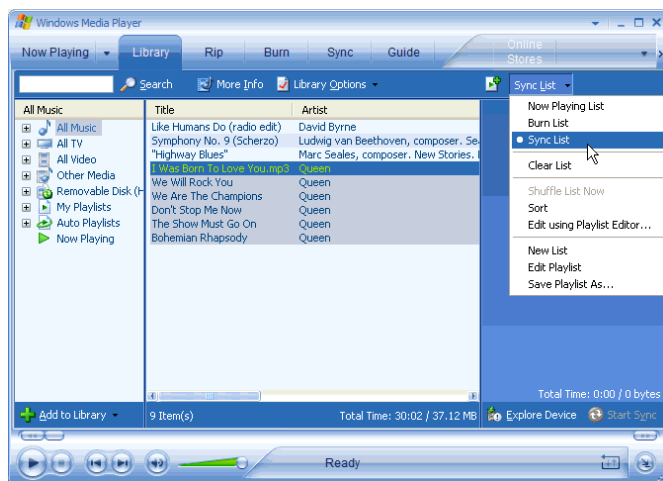 Windows Media Player
Now Playing
Library
Rip
Burn
Sync
Guide
Online
Stores
Search
More Info
Library Options
Sync List
All Music
All Music
All TV
All Video
Other Media
Removable Disk (H
My Playlists
Auto Playlists
Now Playing
Title Artist
Like Humans Do (radio edit) David Byrne
Symphony No. 9 (Scherzo) Ludwig van Beethoven, composer. Se
"Highway Blues" Marc Seales, composer. New Stories.
I Was Born To Love You.mp3 Queen
We Will Rock You Queen
We Are The Champions Queen
Don't Stop Me Now Queen
The Show Must Go On Queen
Bohemian Rhapsody Queen
Now Playing List
Burn List
Sync List
Clear List
Shuffle List Now
Sort
Edit using Playlist Editor...
New List
Edit Playlist
Save Playlist As...
Total Time: 0:00 / 0 bytes
Add to Library
9 Item(s)
Total Time: 30:02 / 37.12 MB
Explore Device
Start Sync
Ready